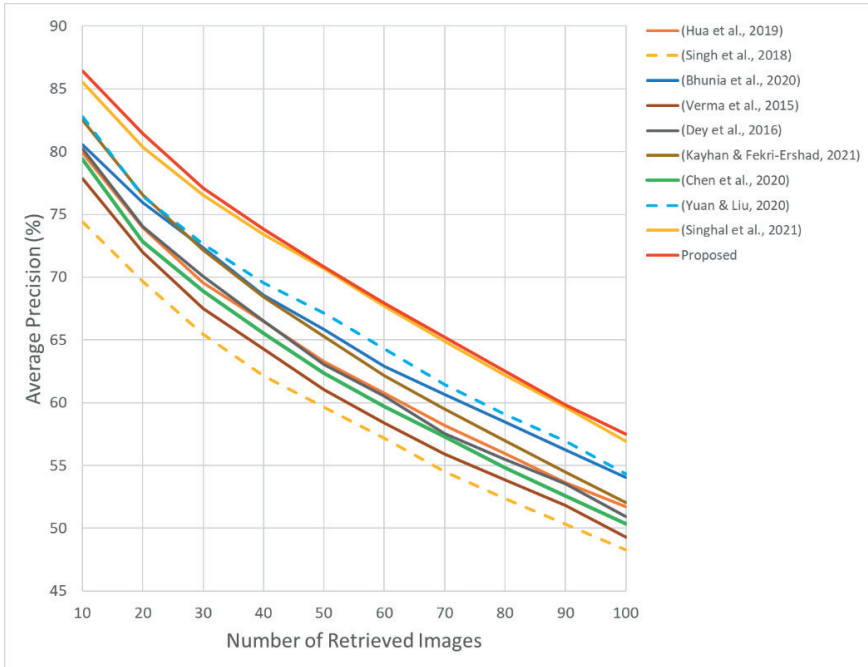 90
85
80
75
70
65
60
55
50
45
Average Precision (%)
10 20 30 40 50 60 70 80 90 100
Number of Retrieved Images
(Hua et al., 2019)
(Singh et al., 2018)
(Bhunia et al., 2020)
(Verma et al., 2015)
(Dey et al., 2016)
(Kayhan & Fekri-Ershad, 2021)
(Chen et al., 2020)
(Yuan & Liu, 2020)
(Singhal et al., 2021)
Proposed